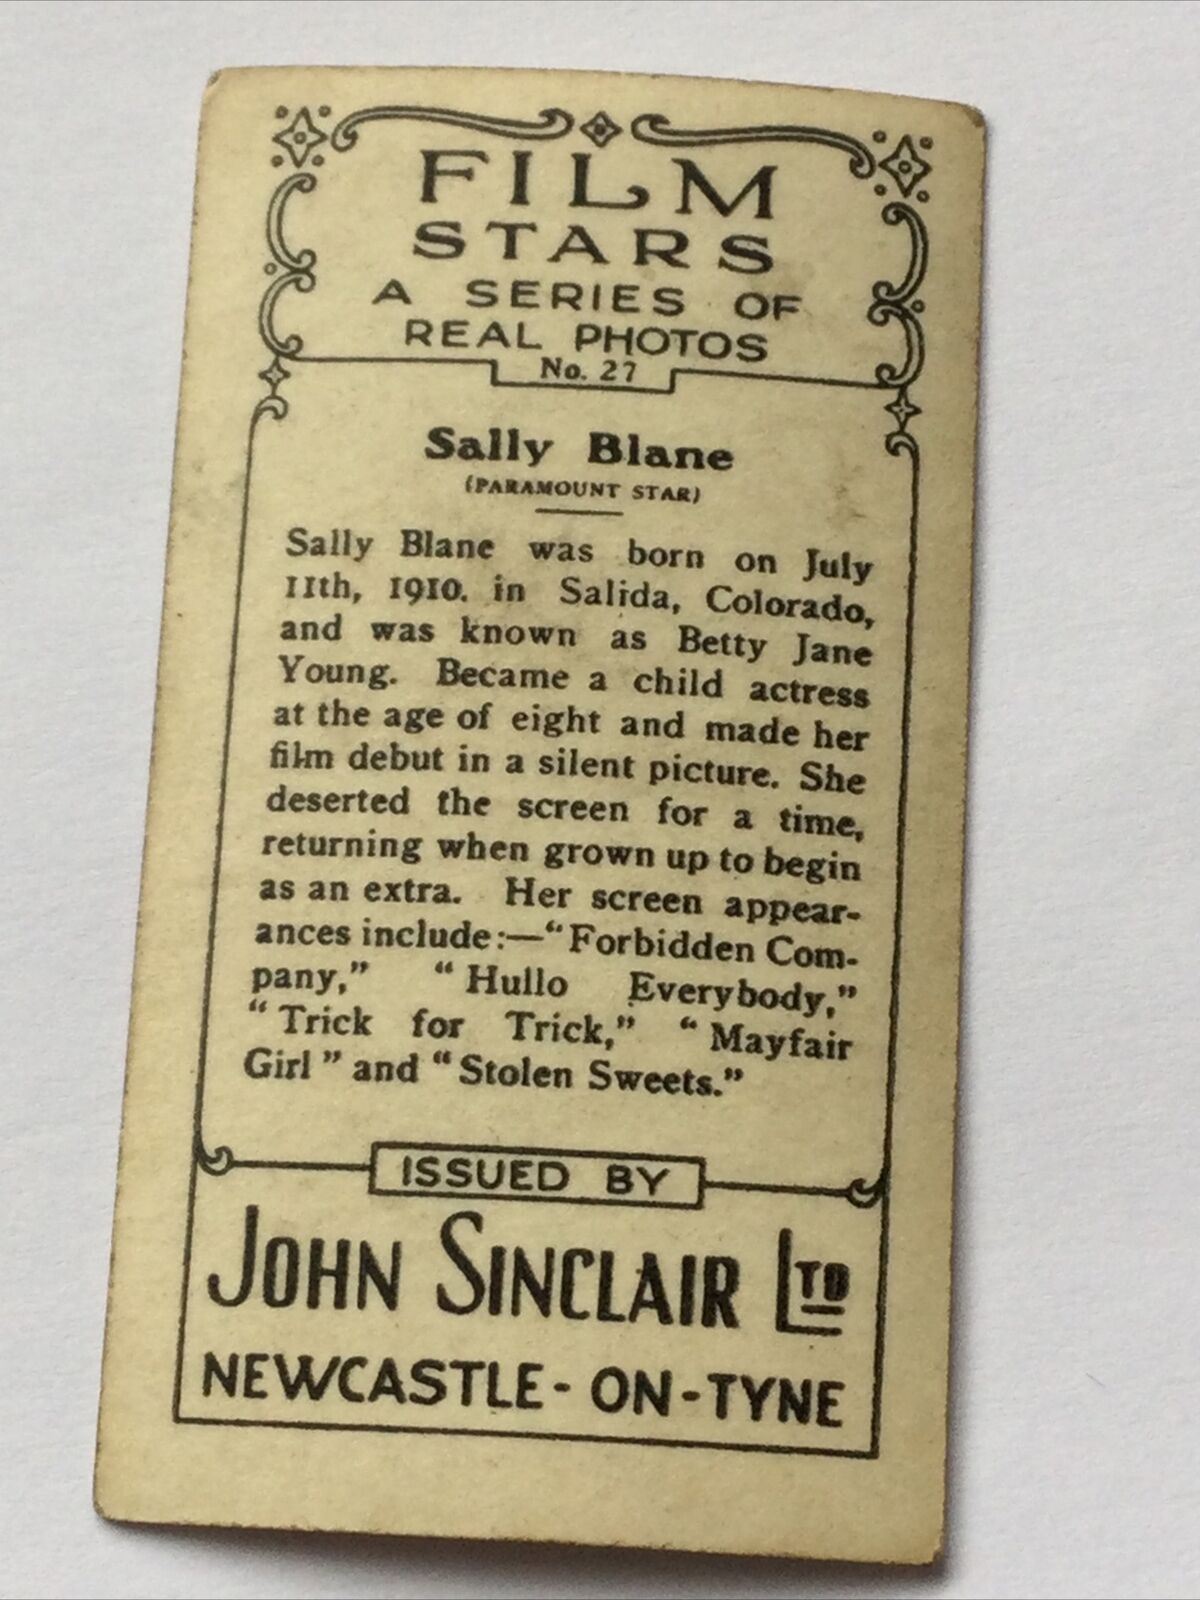 FILM
STARS
A SERIES OF
REAL PHOTOS
No. 27
Sally Blane
(PARAMOUNT STAR)
Sally Blane was born on July
11th, 1910. in Salida, Colorado,
and was known as Betty Jane
Young. Became a child actress
at the age of eight and made her
film debut in a silent picture. She
deserted the screen for a time,
returning when grown up to begin
as an extra. Her screen appear-
ances include:—“Forbidden Com-
pany,” “Hullo Everybody,”
“Trick for Trick,” “Mayfair
Girl” and “Stolen Sweets.”
ISSUED BY
JOHN SINCLAIR LTD
NEWCASTLE-ON-TYNE